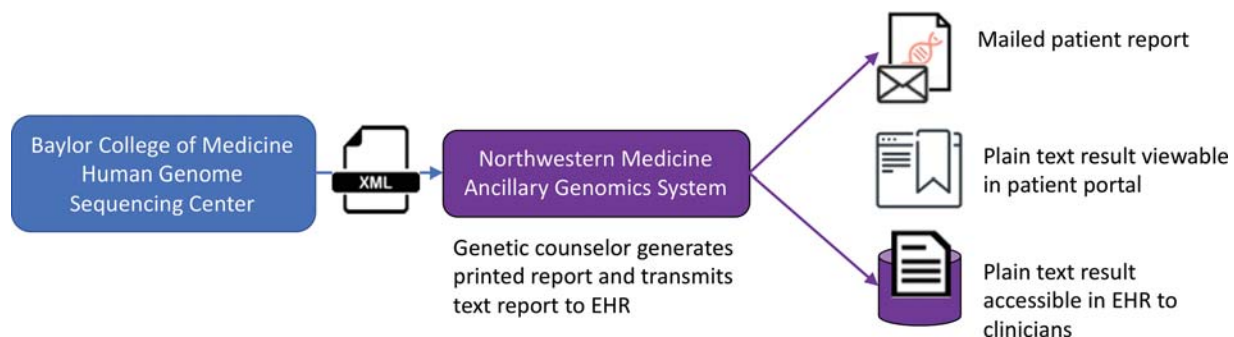 Baylor College of Medicine
Human Genome
Sequencing Center
XML
Northwestern Medicine
Ancillary Genomics System
Genetic counselor generates
printed report and transmits
text report to EHR
Mailed patient report
Plain text result viewable
in patient portal
Plain text result
accessible in EHR to
clinicians